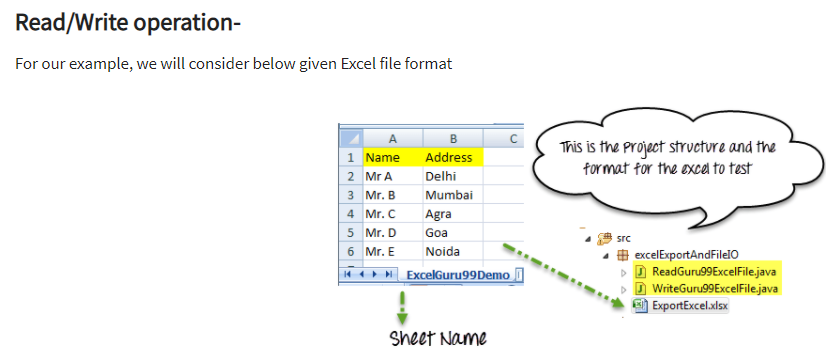 Read/Write operation-
For our example, we will consider below given Excel file format
A B C
1 Name Address
2 Mr A Delhi
3 Mr. B Mumbai
4 Mr. C Agra
5 Mr. D Goa
6 Mr. E Noida
ExcelGuru99Demo
Sheet Name
This is the Project structure and the
format for the excel to test
src
excelExportAndFileIO
ReadGuru99ExcelFile.java
WriteGuru99ExcelFile.java
ExportExcel.xlsx